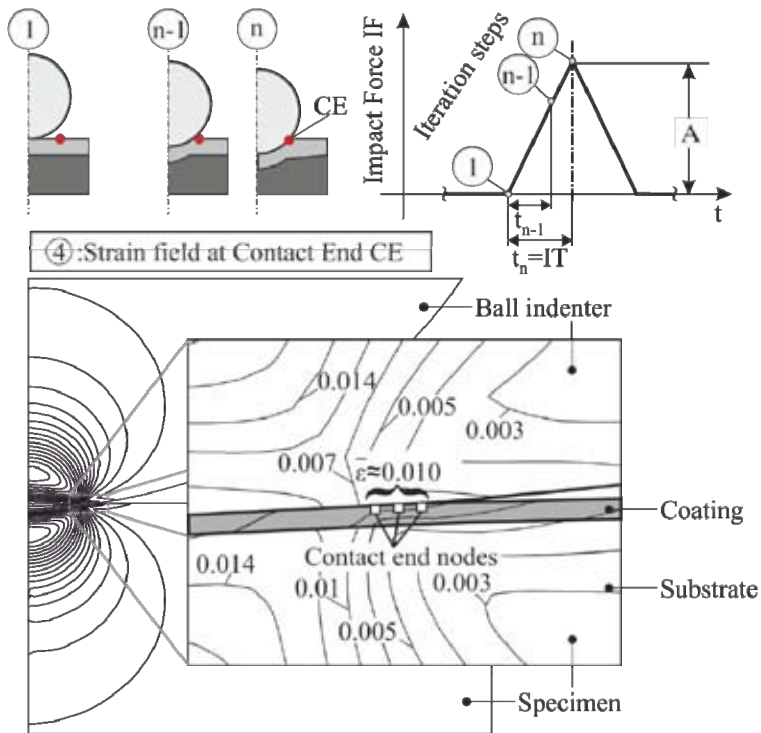 1
n-1
n
CE
Impact Force IF
Iteration steps
n
n-1
1
A
t
tₙ₋₁
tₙ=IT
④:Strain field at Contact End CE
Ball indenter
0.014
0.005
0.003
0.007
ε̄≈0.010
Coating
Contact end nodes
0.014
0.01
0.003
0.005
Substrate
Specimen